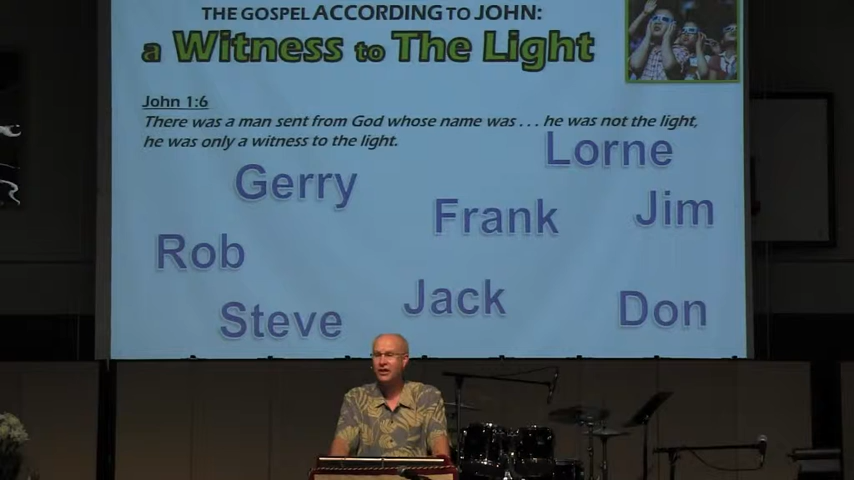 THE GOSPEL ACCORDING TO JOHN:
a Witness to The Light
John 1:6
There was a man sent from God whose name was . . . he was not the light,
he was only a witness to the light.
Lorne
Gerry
Frank
Jim
Rob
Jack
Steve
Don